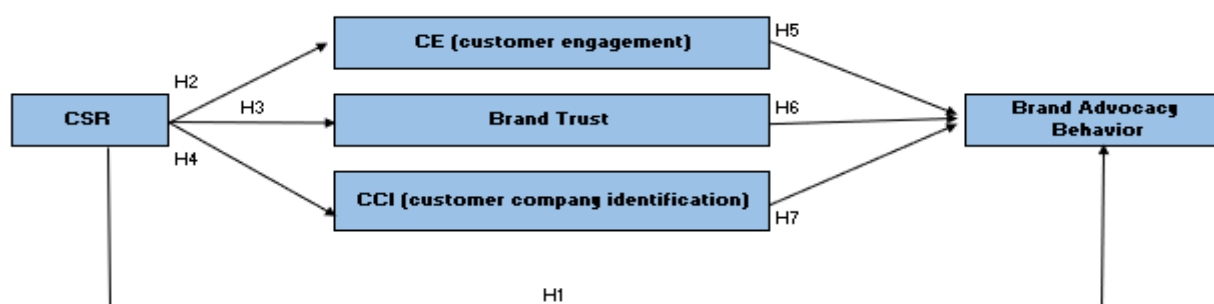 CE (customer engagement)
H5
H2
CSR
H3
Brand Trust
H6
Brand Advocacy
Behavior
H4
CCI (customer company identification)
H7
H1